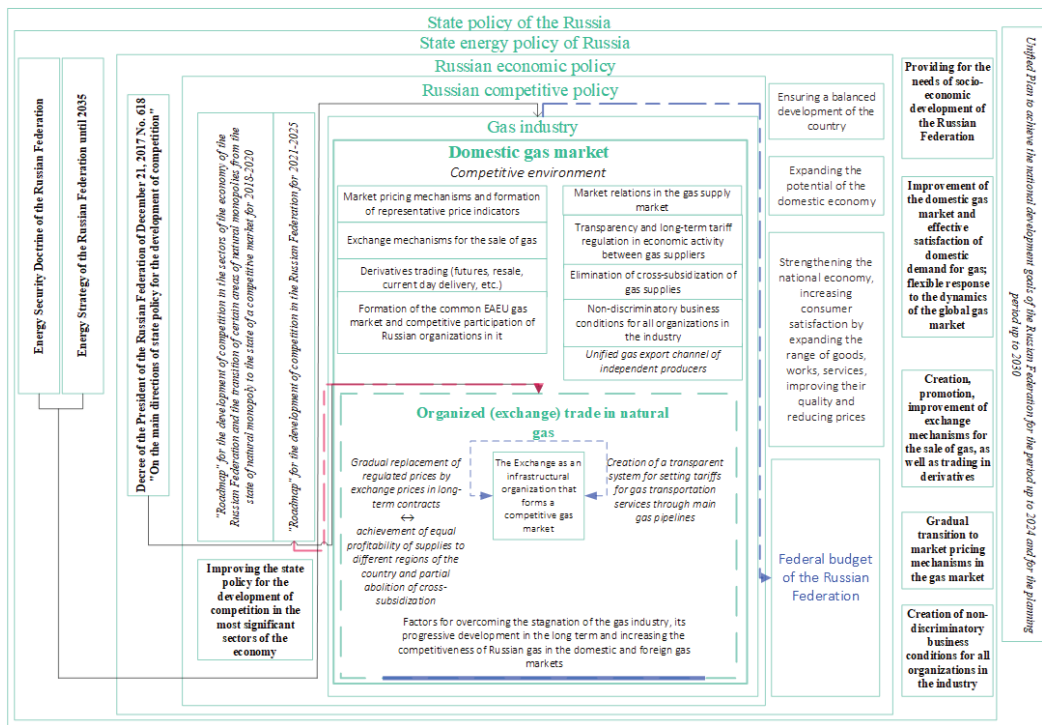 State policy of the Russia
State energy policy of Russia
Russian economic policy
Russian competitive policy
Gas industry
Domestic gas market
Competitive environment
Energy Security Doctrine of the Russian Federation
Energy Strategy of the Russian Federation until 2035
Decree of the President of the Russian Federation of December 21, 2017 No. 618
"On the main directions of state policy for the development of competition"
"Roadmap" for the development of competition in the sectors of the economy of the
Russian Federation and the transition of certain areas of natural monopolies from the
state of natural monopoly to the state of a competitive market for 2018-2020
"Roadmap" for the development of competition in the Russian Federation for 2021-2025
Improving the state
policy for the
development of
competition in the
most significant
sectors of the
economy
Market pricing mechanisms and formation
of representative price indicators
Exchange mechanisms for the sale of gas
Derivatives trading (futures, resale,
current day delivery, etc.)
Formation of the common EAEU gas
market and competitive participation of
Russian organizations in it
Market relations in the gas supply
market
Transparency and long-term tariff
regulation in economic activity
between gas suppliers
Elimination of cross-subsidization of
gas supplies
Non-discriminatory business
conditions for all organizations in
the industry
Unified gas export channel of
independent producers
Organized (exchange) trade in natural
gas
Gradual replacement of
regulated prices by
exchange prices in long-
term contracts
↔
achievement of equal
profitability of supplies to
different regions of the
country and partial
abolition of cross-
subsidization
The Exchange as an
infrastructural
organization that
forms a
competitive gas
market
Creation of a transparent
system for setting tariffs
for gas transportation
services through main
gas pipelines
Factors for overcoming the stagnation of the gas industry, its
progressive development in the long term and increasing the
competitiveness of Russian gas in the domestic and foreign gas
markets
Ensuring a balanced
development of the
country
Expanding the
potential of the
domestic economy
Strengthening the
national economy,
increasing
consumer
satisfaction by
expanding the
range of goods,
works, services,
improving their
quality and
reducing prices
Federal budget
of the Russian
Federation
Providing for the
needs of socio-
economic
development of
the Russian
Federation
Improvement of
the domestic gas
market and
effective
satisfaction of
domestic
demand for gas;
flexible response
to the dynamics
of the global gas
market
Creation,
promotion,
improvement of
exchange
mechanisms for
the sale of gas, as
well as trading in
derivatives
Gradual
transition to
market pricing
mechanisms in
the gas market
Creation of non-
discriminatory
business
conditions for all
organizations in
the industry
Unified Plan to achieve the national development goals of the Russian Federation for the period up to 2024 and for the planning
period up to 2030